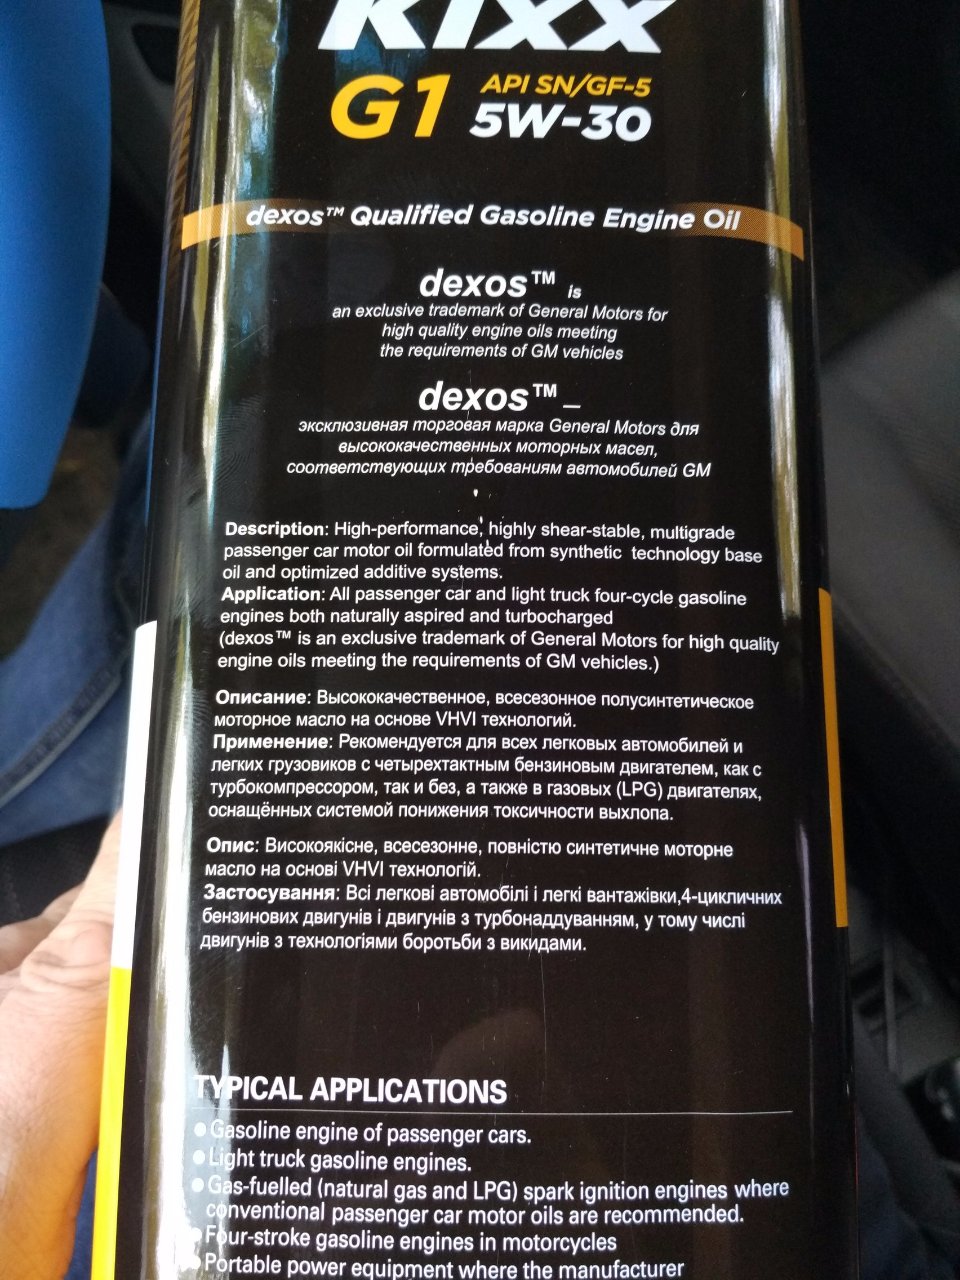 Kixx
G1 API SN/GF-5
5W-30
dexos™ Qualified Gasoline Engine Oil
dexos™ is
an exclusive trademark of General Motors for
high quality engine oils meeting
the requirements of GM vehicles
dexos™ –
эксклюзивная торговая марка General Motors для
высококачественных моторных масел,
соответствующих требованиям автомобилей GM
Description: High-performance, highly shear-stable, multigrade
passenger car motor oil formulated from synthetic technology base
oil and optimized additive systems.
Application: All passenger car and light truck four-cycle gasoline
engines both naturally aspired and turbocharged
(dexos™ is an exclusive trademark of General Motors for high quality
engine oils meeting the requirements of GM vehicles.)
Описание: Высококачественное, всесезонное полусинтетическое
моторное масло на основе VHVI технологий.
Применение: Рекомендуется для всех легковых автомобилей и
легких грузовиков с четырехтактным бензиновым двигателем, как с
турбокомпрессором, так и без, а также в газовых (LPG) двигателях,
оснащённых системой понижения токсичности выхлопа.
Опис: Високоякісне, всесезонне, повністю синтетичне моторне
масло на основі VHVI технологій.
Застосування: Всі легкові автомобілі і легкі вантажівки,4-цикличних
бензинових двигунів і двигунів з турбонаддуванням, у тому числі
двигунів з технологіями боротьби з викидами.
TYPICAL APPLICATIONS
● Gasoline engine of passenger cars.
● Light truck gasoline engines.
● Gas-fuelled (natural gas and LPG) spark ignition engines where
conventional passenger car motor oils are recommended.
● Four-stroke gasoline engines in motorcycles
● Portable power equipment where the manufacturer